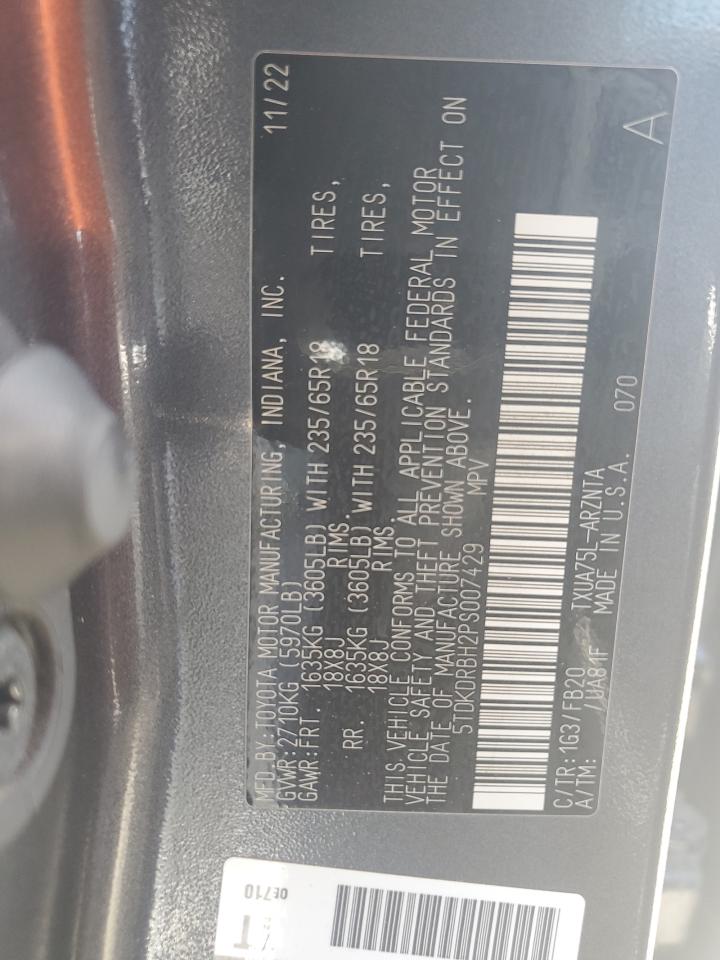 MFD.BY:TOYOTA MOTOR MANUFACTURING, INDIANA, INC. 11/22
GVWR:2710KG (5970LB)
GAWR:FRT. 1635KG (3605LB) WITH 235/65R18 TIRES,
18X8J RIMS.
RR. 1635KG (3605LB) WITH 235/65R18 TIRES,
18X8J RIMS.
THIS VEHICLE CONFORMS TO ALL APPLICABLE FEDERAL MOTOR
VEHICLE SAFETY AND THEFT PREVENTION STANDARDS IN EFFECT ON
THE DATE OF MANUFACTURE SHOWN ABOVE.
5TDKDRBH2PS007429 MPV
C/TR:1G3/FB20 TXUA75L-ARZNTA 070
A/TM: /UA81F MADE IN U.S.A.
A
0E710
T